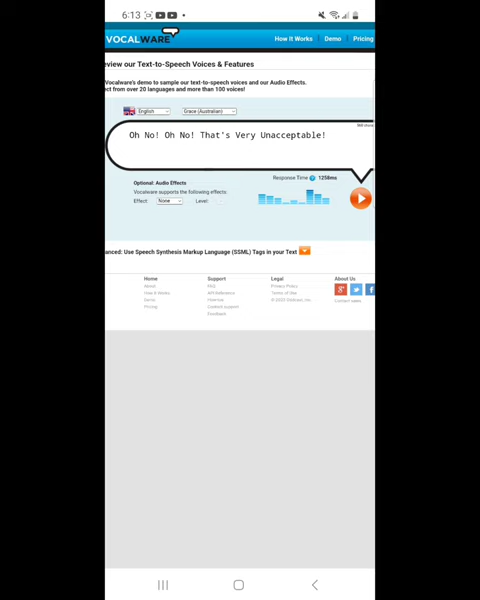 6:13
VOCALWARE
How It Works | Demo | Pricing
eview our Text-to-Speech Voices & Features
Vocalware's demo to sample our text-to-speech voices and our Audio Effects.
ect from over 20 languages and more than 100 voices!
English Grace (Australian)
Oh No! Oh No! That's Very Unacceptable!
Response Time 1258ms
Optional: Audio Effects
Vocalware supports the following effects:
Effect: None Level:
anced: Use Speech Synthesis Markup Language (SSML) Tags in your Text
Home Support Legal About Us
About FAQ Privacy Policy
How It Works API Reference Terms of Use
Demo
Pricing Contact support
Feedback